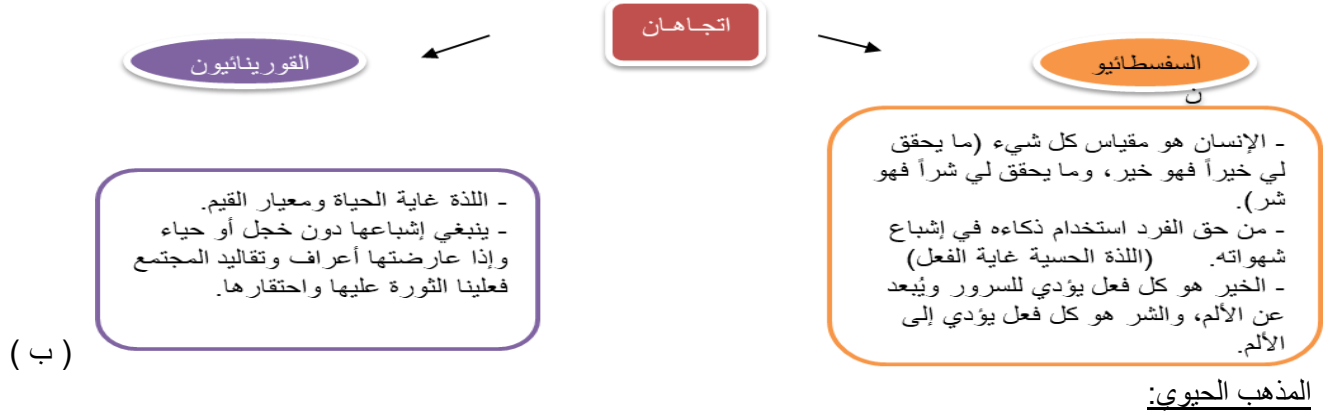 اتجـاهـان
السفسطائيو
ن
القورينائيون
- الإنسان هو مقياس كل شيء (ما يحقق
لي خيراً فهو خير، وما يحقق لي شراً فهو
شر).
- من حق الفرد استخدام ذكاءه في إشباع
شهواته. (اللذة الحسية غاية الفعل)
- الخير هو كل فعل يؤدي للسرور ويُبعد
عن الألم، والشر هو كل فعل يؤدي إلى
الألم.
- اللذة غاية الحياة ومعيار القيم.
- ينبغي إشباعها دون خجل أو حياء
وإذا عارضتها أعراف وتقاليد المجتمع
فعلينا الثورة عليها واحتقارها.
( ب )
المذهب الحيوي: